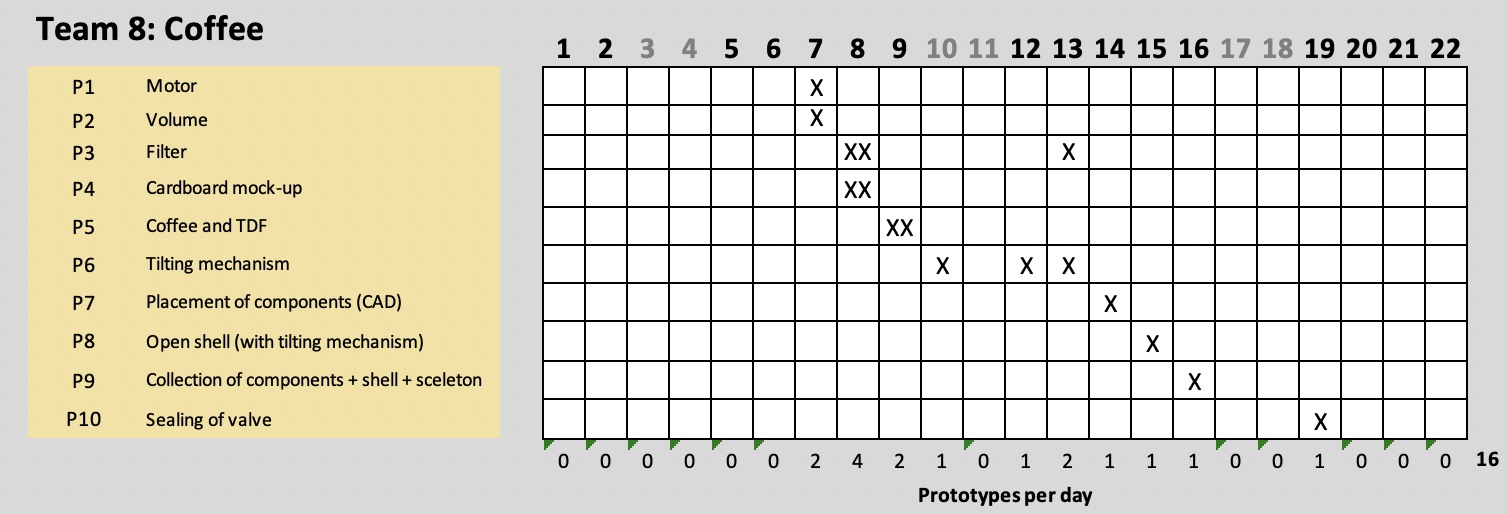 Team 8: Coffee
1 2 3 4 5 6 7 8 9 10 11 12 13 14 15 16 17 18 19 20 21 22
P1 Motor X
P2 Volume X
P3 Filter XX X
P4 Cardboard mock-up XX
P5 Coffee and TDF XX
P6 Tilting mechanism X X X
P7 Placement of components (CAD) X
P8 Open shell (with tilting mechanism) X
P9 Collection of components + shell + sceleton X
P10 Sealing of valve X
0 0 0 0 0 0 2 4 2 1 0 1 2 1 1 1 0 0 1 0 0 0 16
Prototypes per day